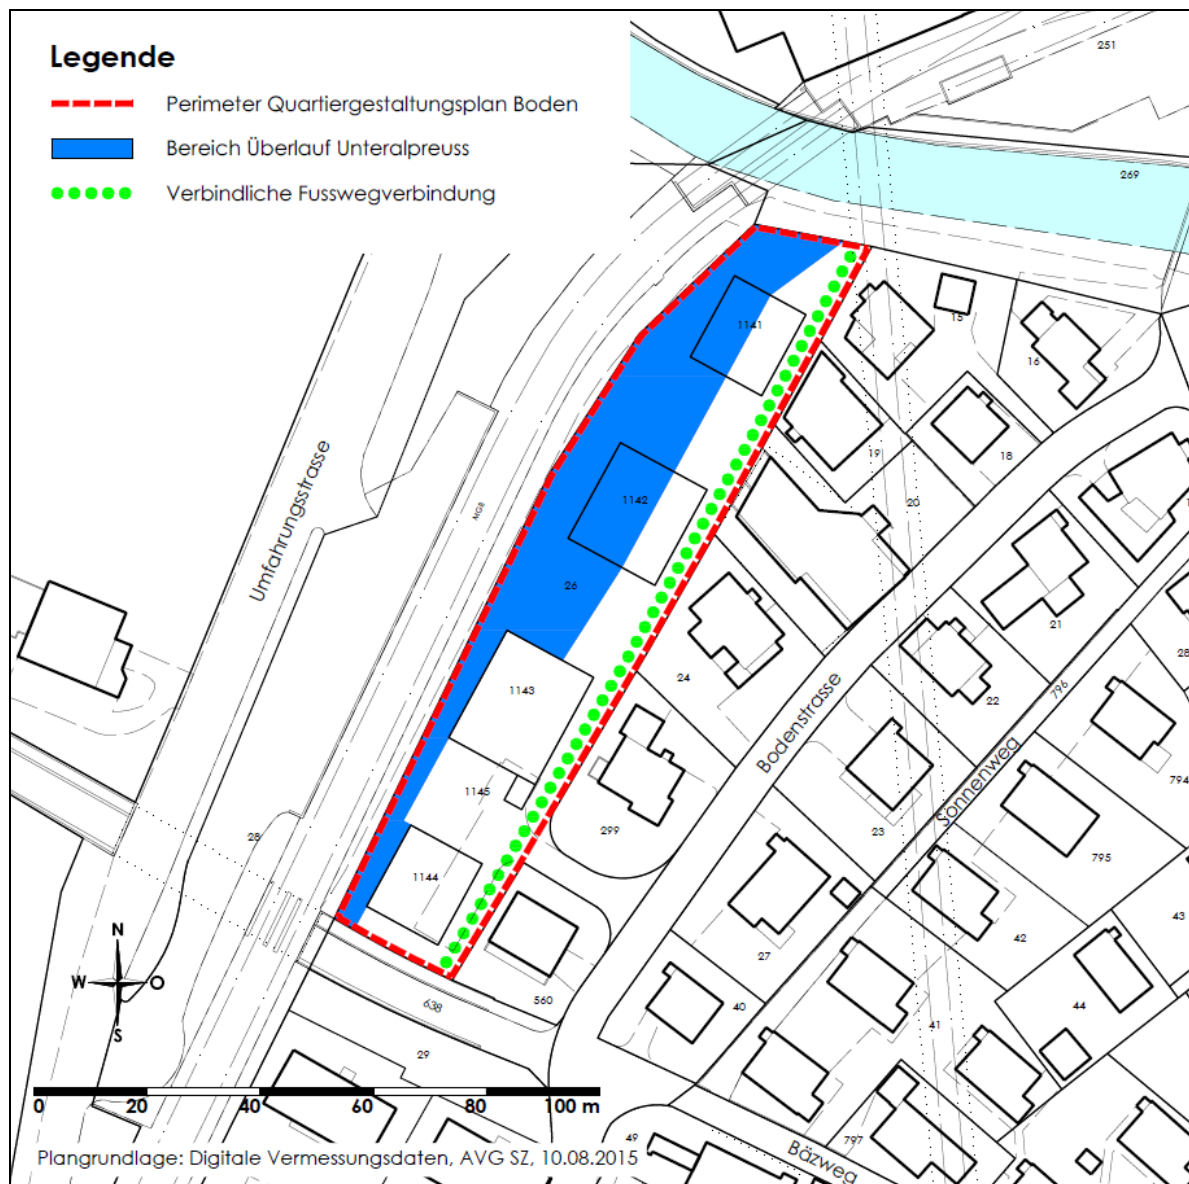 Legende
Perimeter Quartiergestaltungsplan Boden
Bereich Überlauf Unteralpreuss
Verbindliche Fusswegverbindung
251
269
1141
15
16
19
18
20
Umfahrungsstrasse
MGB
1142
26
21
24
22
796
28
1143
Bodenstrasse
Sonnenweg
794
1145
299
23
795
28
1144
43
42
27
N
W
O
S
638
560
40
44
41
29
0
20
40
60
80
100 m
49
797
Bäzweg
Plangrundlage: Digitale Vermessungsdaten, AVG SZ, 10.08.2015